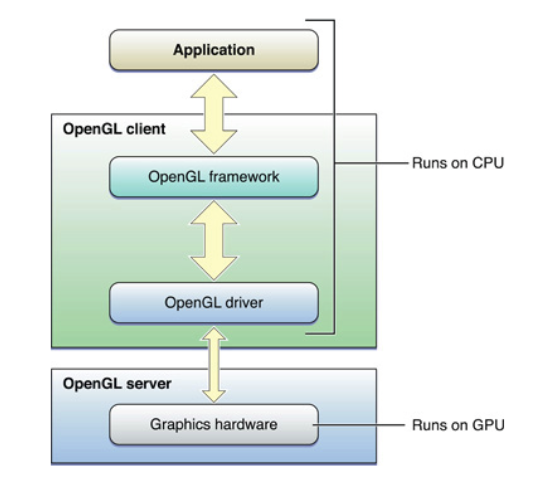 Application
OpenGL client
Runs on CPU
OpenGL framework
OpenGL driver
OpenGL server
Graphics hardware
Runs on GPU